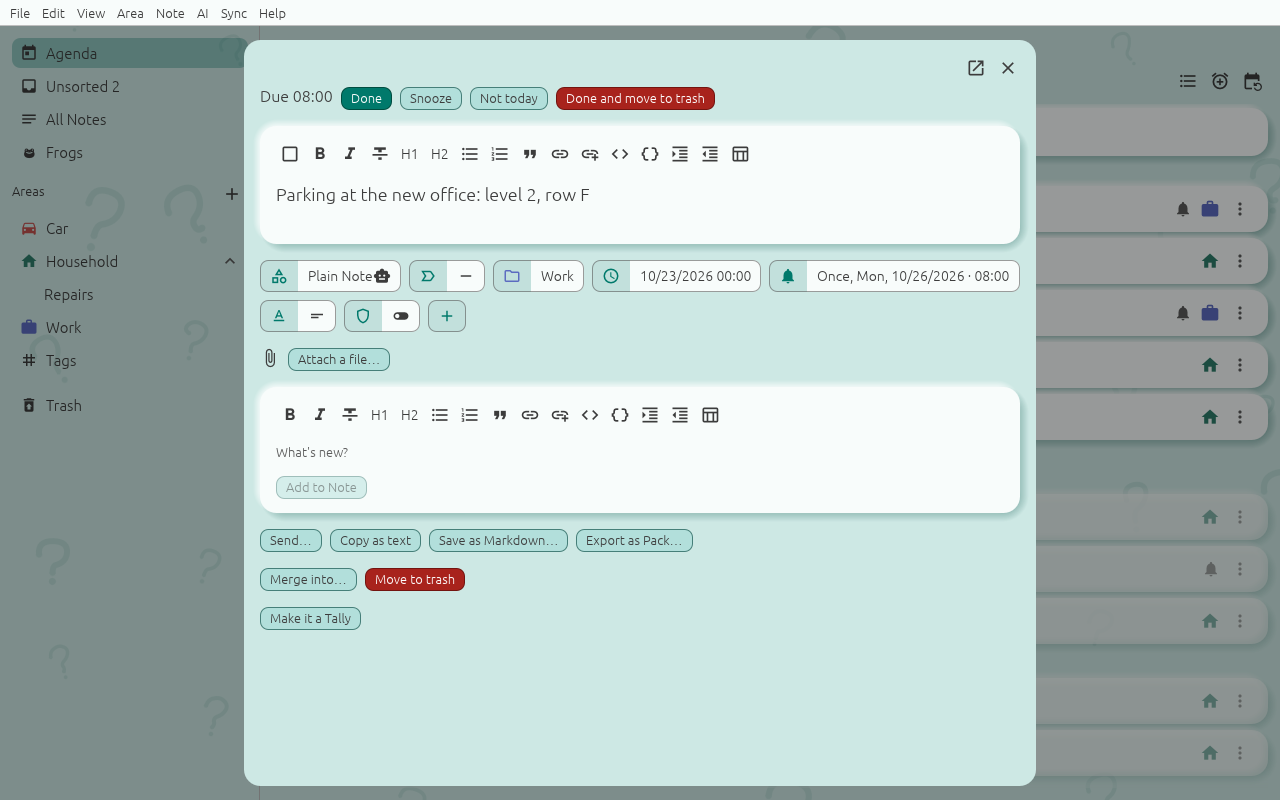 File Edit View Area Note AI Sync Help
Agenda
Unsorted 2
All Notes
Frogs
Areas
Car
Household
Repairs
Work
Tags
Trash
Due 08:00 Done Snooze Not today Done and move to trash
H1 H2
Parking at the new office: level 2, row F
Plain Note Work 10/23/2026 00:00 Once, Mon, 10/26/2026 · 08:00
Attach a file…
H1 H2
What's new?
Add to Note
Send… Copy as text Save as Markdown… Export as Pack…
Merge into… Move to trash
Make it a Tally